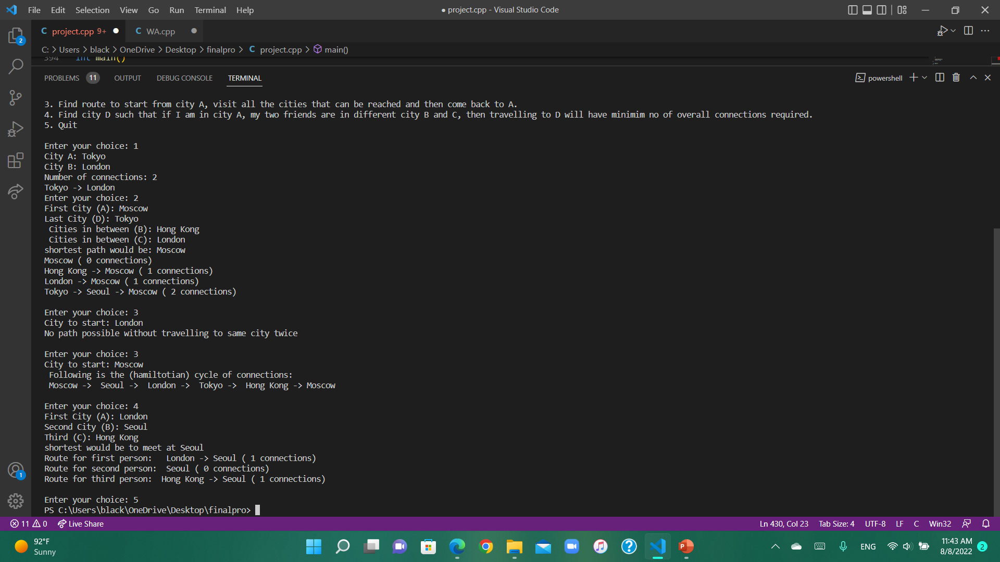 File Edit Selection View Go Run Terminal Help
● project.cpp - Visual Studio Code
C project.cpp 9+ ●
C WA.cpp ●
2
C: > Users > black > OneDrive > Desktop > finalpro > C project.cpp > main()
394 int main()
PROBLEMS 11 OUTPUT DEBUG CONSOLE TERMINAL
powershell
3. Find route to start from city A, visit all the cities that can be reached and then come back to A.
4. Find city D such that if I am in city A, my two friends are in different city B and C, then travelling to D will have minimim no of overall connections required.
5. Quit
Enter your choice: 1
City A: Tokyo
City B: London
Number of connections: 2
Tokyo -> London
Enter your choice: 2
First City (A): Moscow
Last City (D): Tokyo
Cities in between (B): Hong Kong
Cities in between (C): London
shortest path would be: Moscow
Moscow ( 0 connections)
Hong Kong -> Moscow ( 1 connections)
London -> Moscow ( 1 connections)
Tokyo -> Seoul -> Moscow ( 2 connections)
Enter your choice: 3
City to start: London
No path possible without travelling to same city twice
Enter your choice: 3
City to start: Moscow
Following is the (hamiltotian) cycle of connections:
Moscow -> Seoul -> London -> Tokyo -> Hong Kong -> Moscow
Enter your choice: 4
First City (A): London
Second City (B): Seoul
Third (C): Hong Kong
shortest would be to meet at Seoul
Route for first person: London -> Seoul ( 1 connections)
Route for second person: Seoul ( 0 connections)
Route for third person: Hong Kong -> Seoul ( 1 connections)
Enter your choice: 5
PS C:\Users\black\OneDrive\Desktop\finalpro>
1
11 0 Live Share
Ln 430, Col 23 Tab Size: 4 UTF-8 LF C Win32
92°F
Sunny
P
ENG
11:43 AM
8/8/2022
2